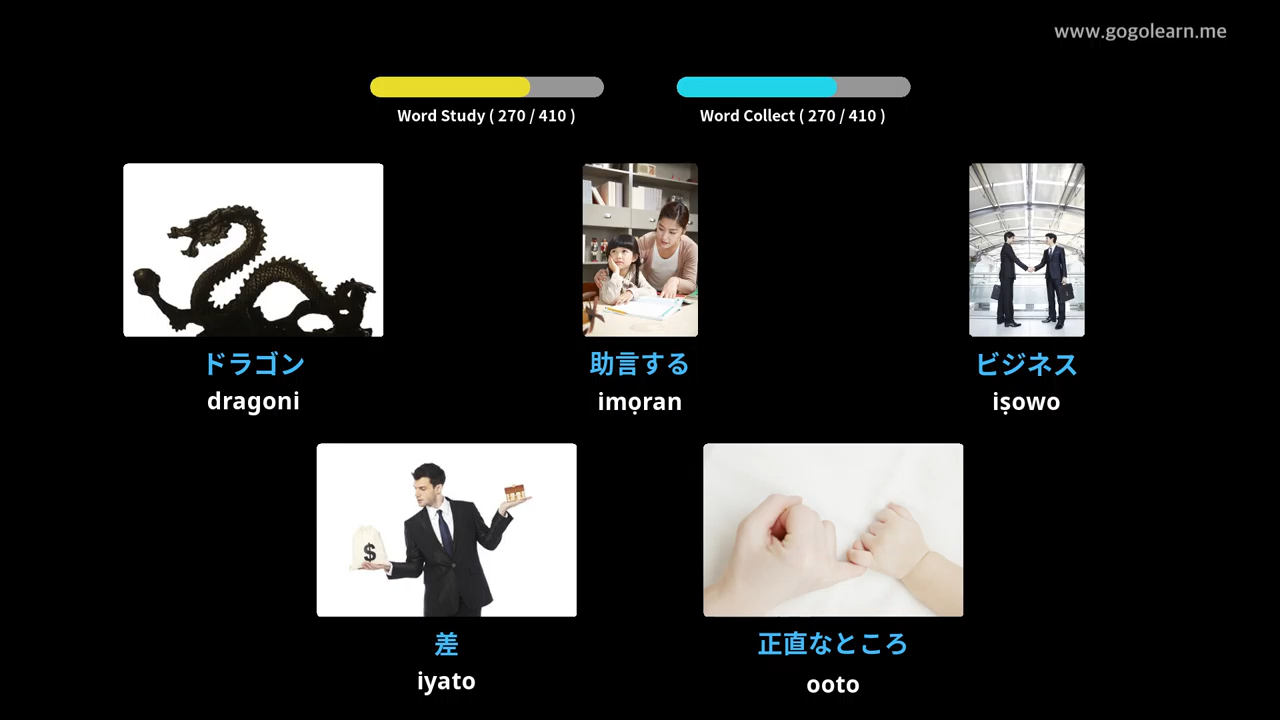 www.gogolearn.me
Word Study ( 270 / 410 )
Word Collect ( 270 / 410 )
ドラゴン
dragoni
助言する
imọran
ビジネス
iṣowo
$
差
iyato
正直なところ
ooto